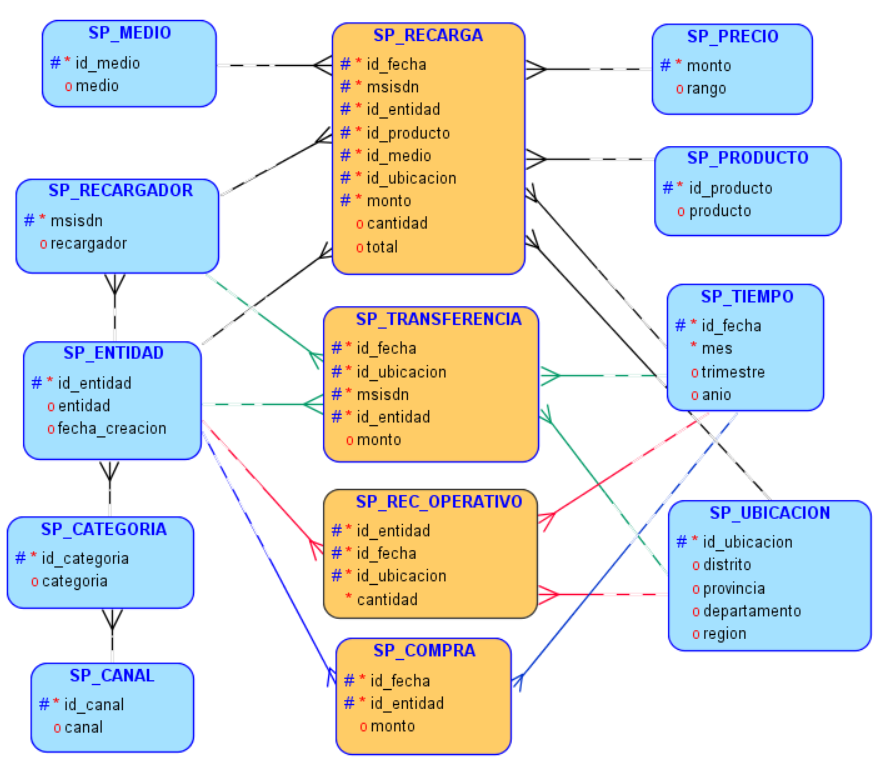 SP_MEDIO
# * id_medio
o medio
SP_RECARGA
# * id_fecha
# * msisdn
# * id_entidad
# * id_producto
# * id_medio
# * id_ubicacion
# * monto
o cantidad
o total
SP_PRECIO
# * monto
o rango
SP_PRODUCTO
# * id_producto
o producto
SP_RECARGADOR
# * msisdn
o recargador
SP_TRANSFERENCIA
# * id_fecha
# * id_ubicacion
# * msisdn
# * id_entidad
o monto
SP_TIEMPO
# * id_fecha
* mes
o trimestre
o anio
SP_ENTIDAD
# * id_entidad
o entidad
o fecha_creacion
SP_REC_OPERATIVO
# * id_entidad
# * id_fecha
# * id_ubicacion
* cantidad
SP_UBICACION
# * id_ubicacion
o distrito
o provincia
o departamento
o region
SP_CATEGORIA
# * id_categoria
o categoria
SP_COMPRA
# * id_fecha
# * id_entidad
o monto
SP_CANAL
# * id_canal
o canal